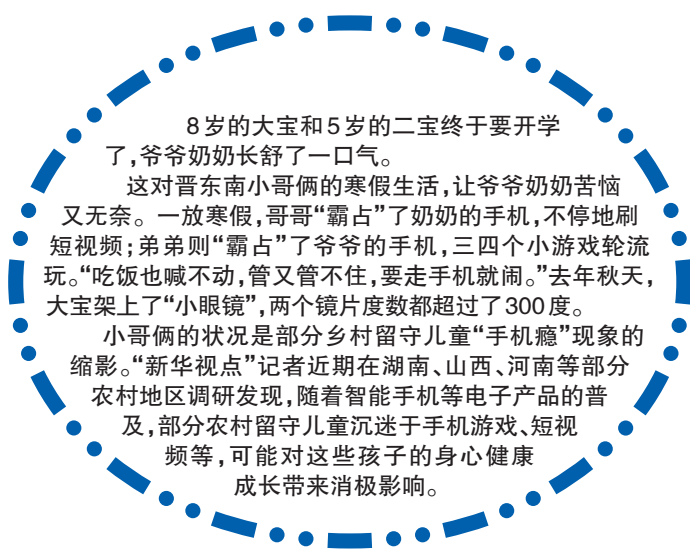 8岁的大宝和5岁的二宝终于要开学
了,爷爷奶奶长舒了一口气。
这对晋东南小哥俩的寒假生活,让爷爷奶奶苦恼
又无奈。一放寒假,哥哥“霸占”了奶奶的手机,不停地刷
短视频;弟弟则“霸占”了爷爷的手机,三四个小游戏轮流
玩。“吃饭也喊不动,管又管不住,要走手机就闹。”去年秋天,
大宝架上了“小眼镜”,两个镜片度数都超过了300度。
小哥俩的状况是部分乡村留守儿童“手机瘾”现象的
缩影。“新华视点”记者近期在湖南、山西、河南等部分
农村地区调研发现,随着智能手机等电子产品的普
及,部分农村留守儿童沉迷于手机游戏、短视
频等,可能对这些孩子的身心健康
成长带来消极影响。